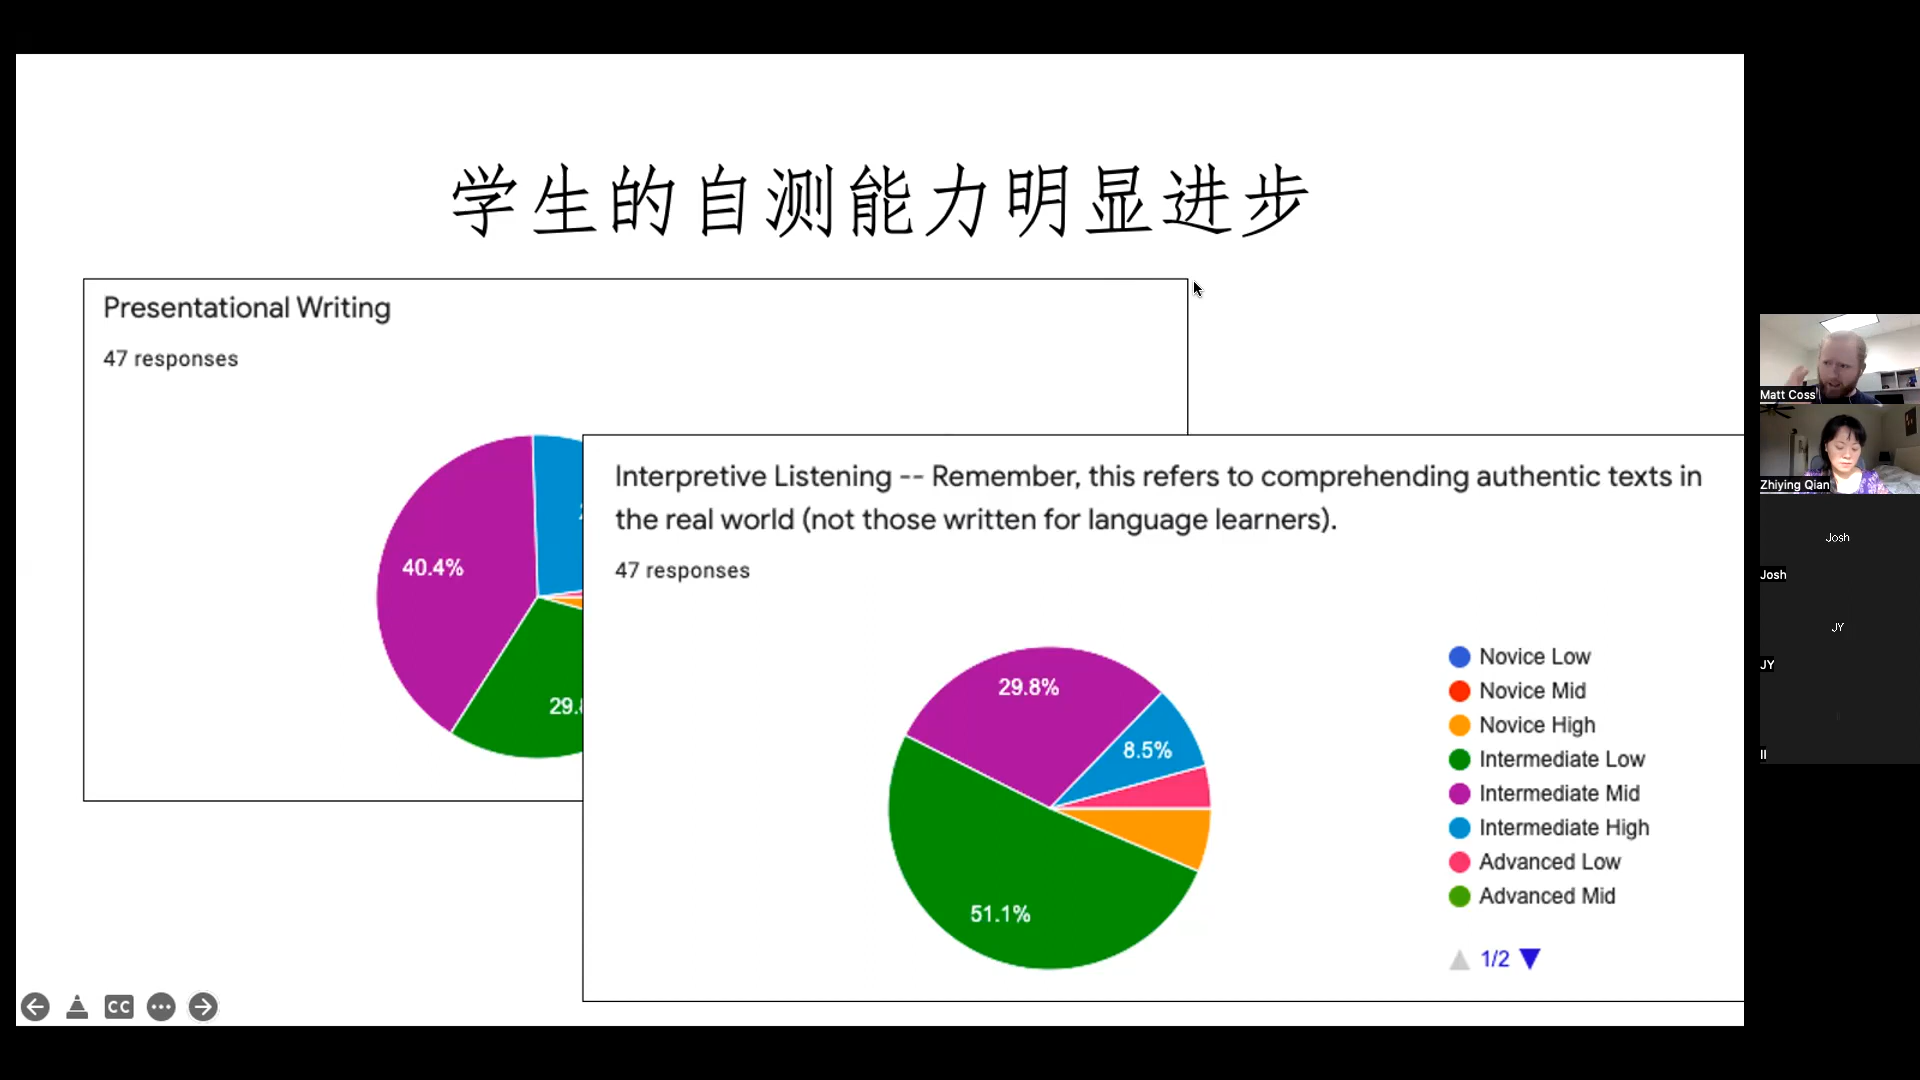 学生的自测能力明显进步
Presentational Writing
47 responses
40.4%
Interpretive Listening -- Remember, this refers to comprehending authentic texts in
the real world (not those written for language learners).
47 responses
29.8%
8.5%
51.1%
Novice Low
Novice Mid
Novice High
Intermediate Low
Intermediate Mid
Intermediate High
Advanced Low
Advanced Mid
1/2
CC
Matt Coss
Zhiying Qian
Josh
Josh
JY
JY